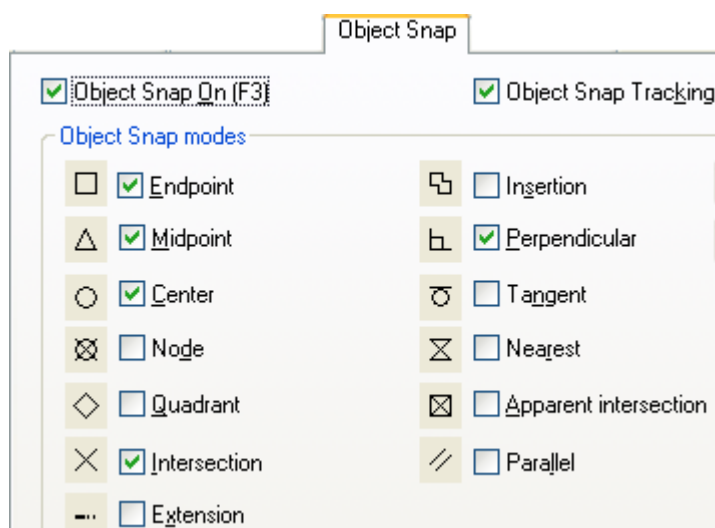 Object Snap
Object Snap On (F3)
Object Snap Tracking
Object Snap modes
Endpoint
Insertion
Midpoint
Perpendicular
Center
Tangent
Node
Nearest
Quadrant
Apparent intersection
Intersection
Parallel
Extension